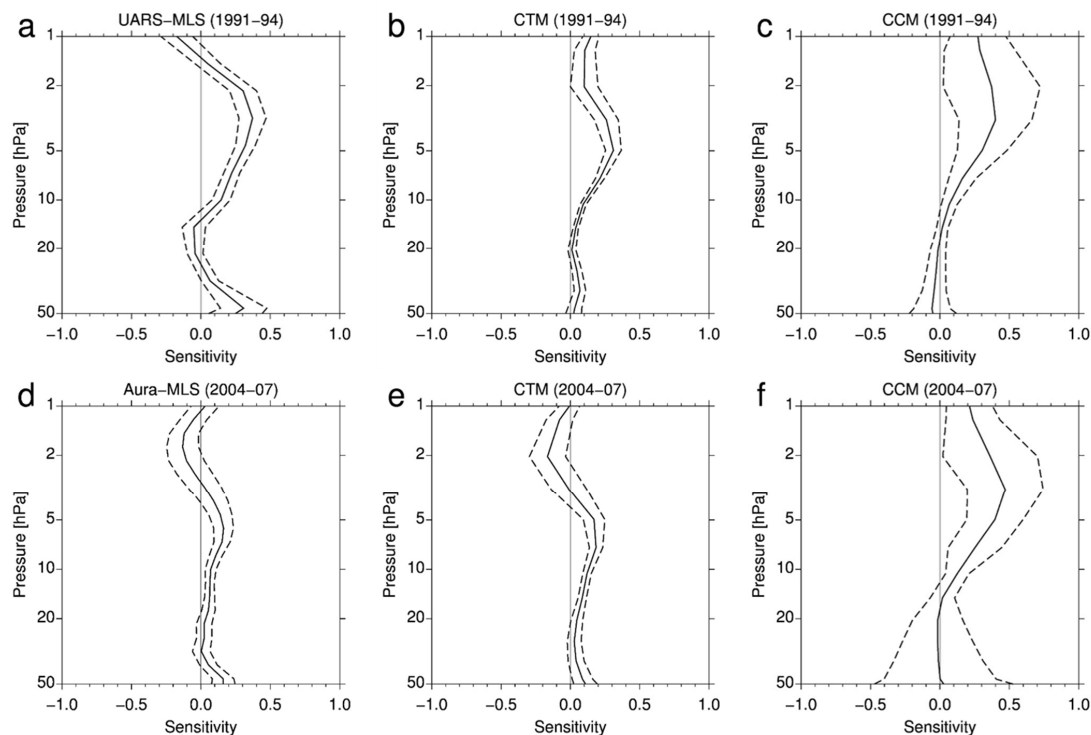 a UARS−MLS (1991−94)
1
2
5
10
20
50
Pressure [hPa]
−1.0 −0.5 0.0 0.5 1.0
Sensitivity
b CTM (1991−94)
1
2
5
10
20
50
Pressure [hPa]
−1.0 −0.5 0.0 0.5 1.0
Sensitivity
c CCM (1991−94)
1
2
5
10
20
50
Pressure [hPa]
−1.0 −0.5 0.0 0.5 1.0
Sensitivity
d Aura−MLS (2004−07)
1
2
5
10
20
50
Pressure [hPa]
−1.0 −0.5 0.0 0.5 1.0
Sensitivity
e CTM (2004−07)
1
2
5
10
20
50
Pressure [hPa]
−1.0 −0.5 0.0 0.5 1.0
Sensitivity
f CCM (2004−07)
1
2
5
10
20
50
Pressure [hPa]
−1.0 −0.5 0.0 0.5 1.0
Sensitivity